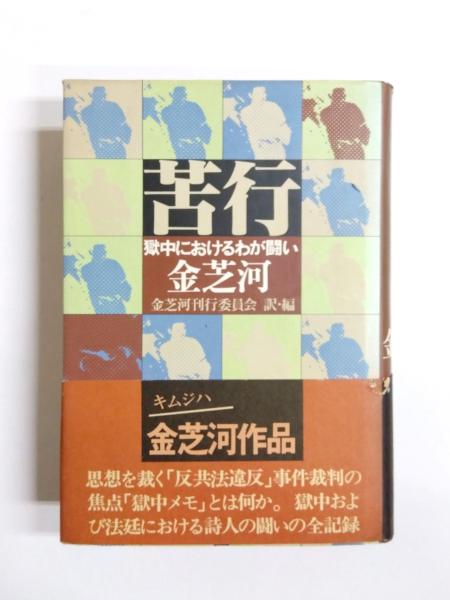 苦行
獄中におけるわが闘い
金芝河
金芝河刊行委員会 訳・編
キムジハ
金芝河作品
思想を裁く「反共法違反」事件裁判の
焦点「獄中メモ」とは何か。獄中およ
び法廷における詩人の闘いの全記録
金